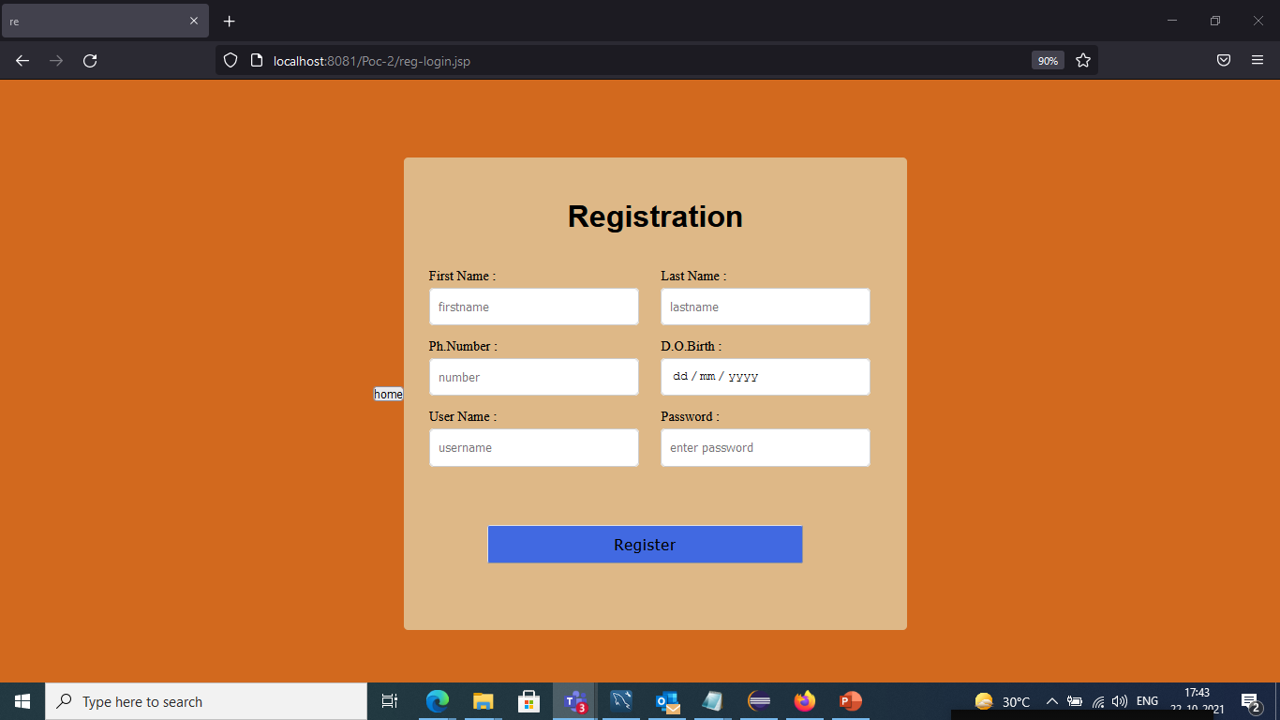 re
localhost:8081/Poc-2/reg-login.jsp
90%
Registration
First Name :
Last Name :
firstname
lastname
Ph.Number :
D.O.Birth :
number
dd / mm / yyyy
home
User Name :
Password :
username
enter password
Register
Type here to search
3
30°C
ENG
17:43
22-10-2021
2